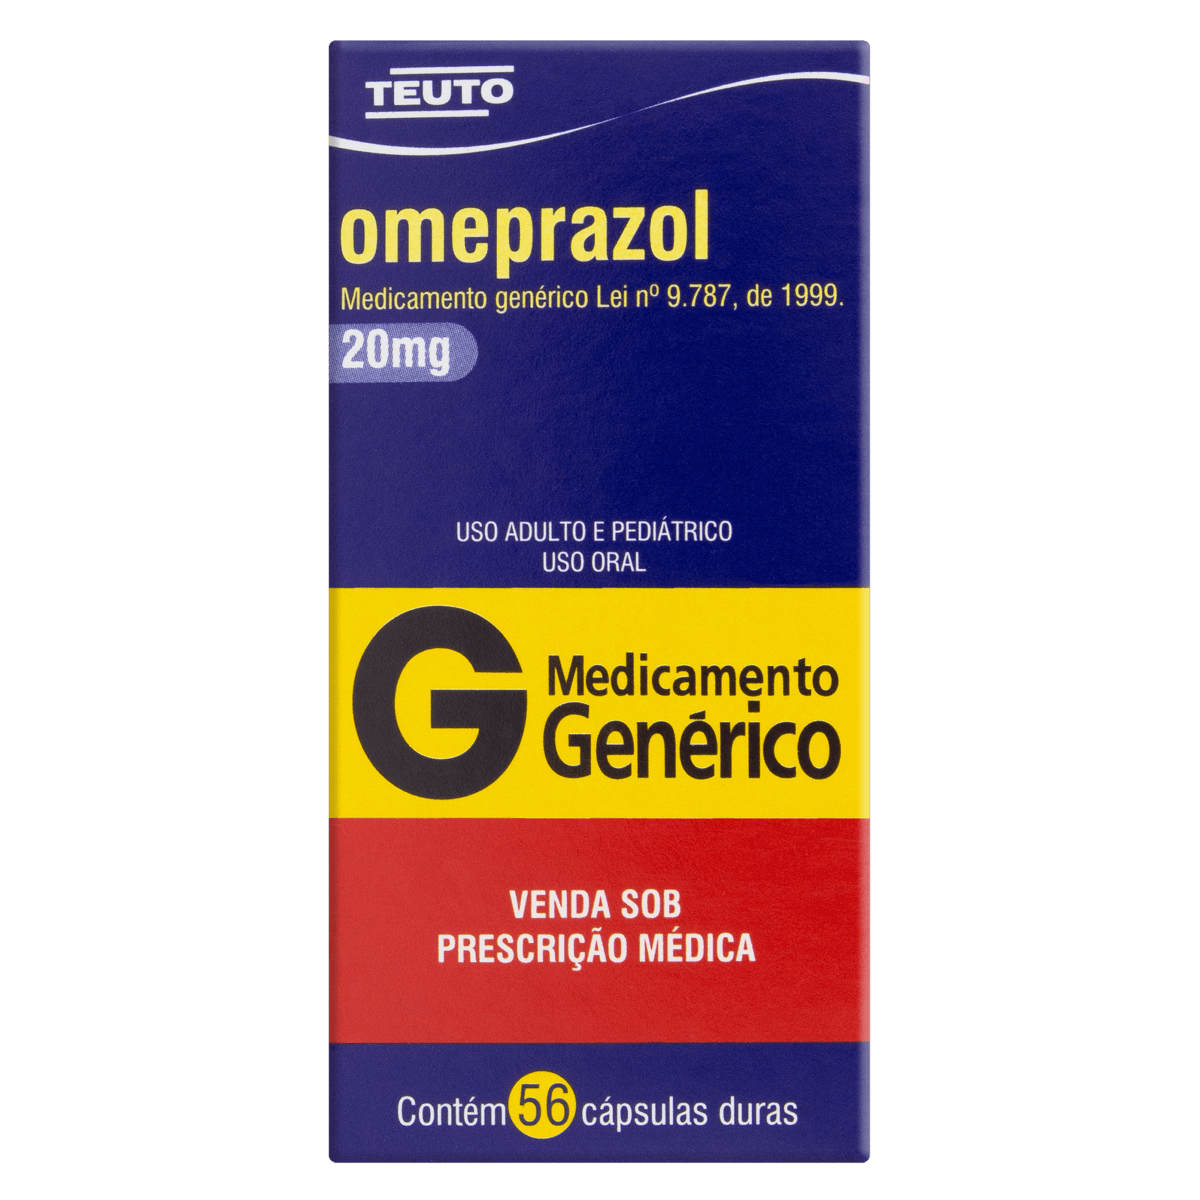 TEUTO
omeprazol
Medicamento genérico Lei nº 9.787, de 1999.
20mg
USO ADULTO E PEDIÁTRICO
USO ORAL
G Medicamento
Genérico
VENDA SOB
PRESCRIÇÃO MÉDICA
Contém 56 cápsulas duras